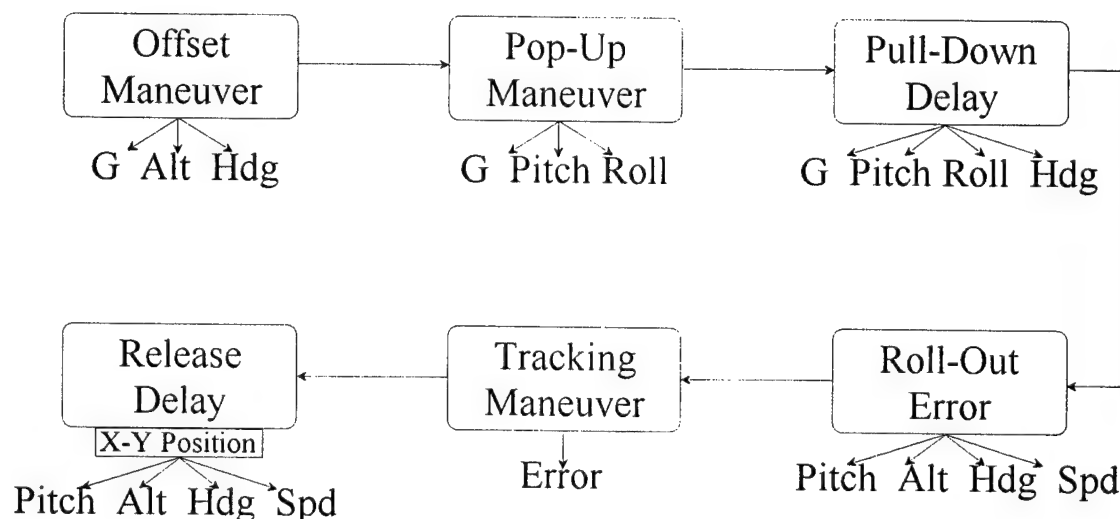 Offset
Maneuver
Pop-Up
Maneuver
Pull-Down
Delay
G Alt Hdg
G Pitch Roll
G Pitch Roll Hdg
Release
Delay
X-Y Position
Tracking
Maneuver
Roll-Out
Error
Pitch Alt Hdg Spd
Error
Pitch Alt Hdg Spd